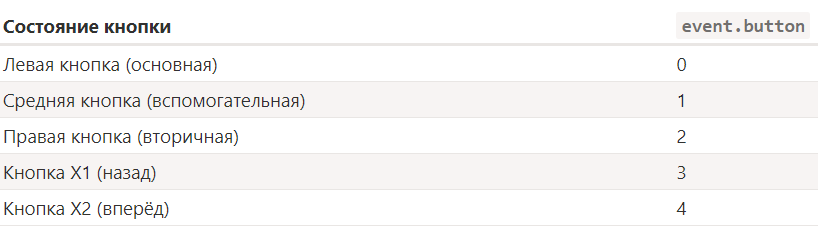 Состояние кнопки event.button
Левая кнопка (основная) 0
Средняя кнопка (вспомогательная) 1
Правая кнопка (вторичная) 2
Кнопка X1 (назад) 3
Кнопка X2 (вперёд) 4